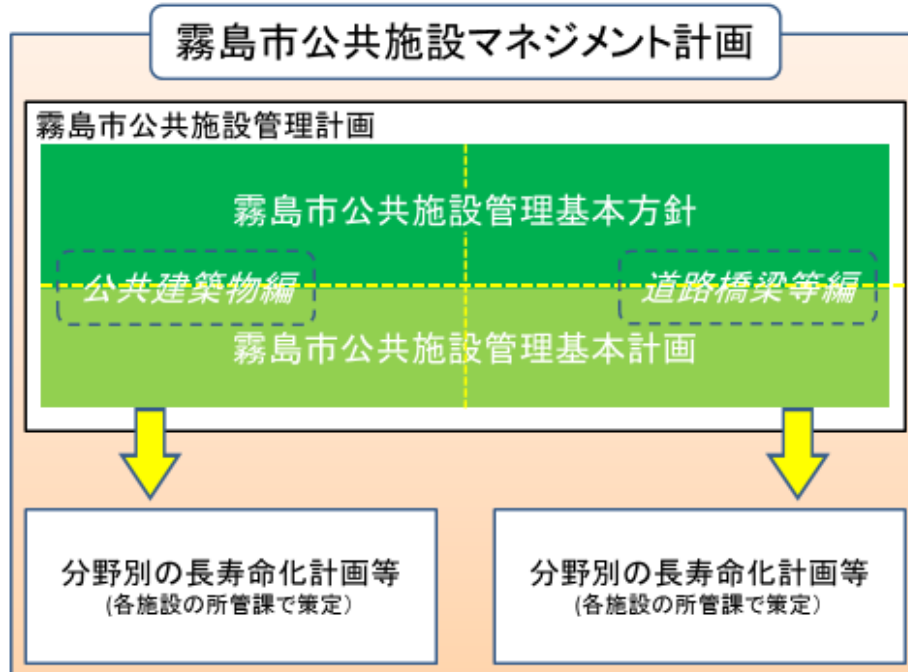 霧島市公共施設マネジメント計画
霧島市公共施設管理計画
霧島市公共施設管理基本方針
公共建築物編
道路橋梁等編
霧島市公共施設管理基本計画
分野別の長寿命化計画等
(各施設の所管課で策定)
分野別の長寿命化計画等
(各施設の所管課で策定)